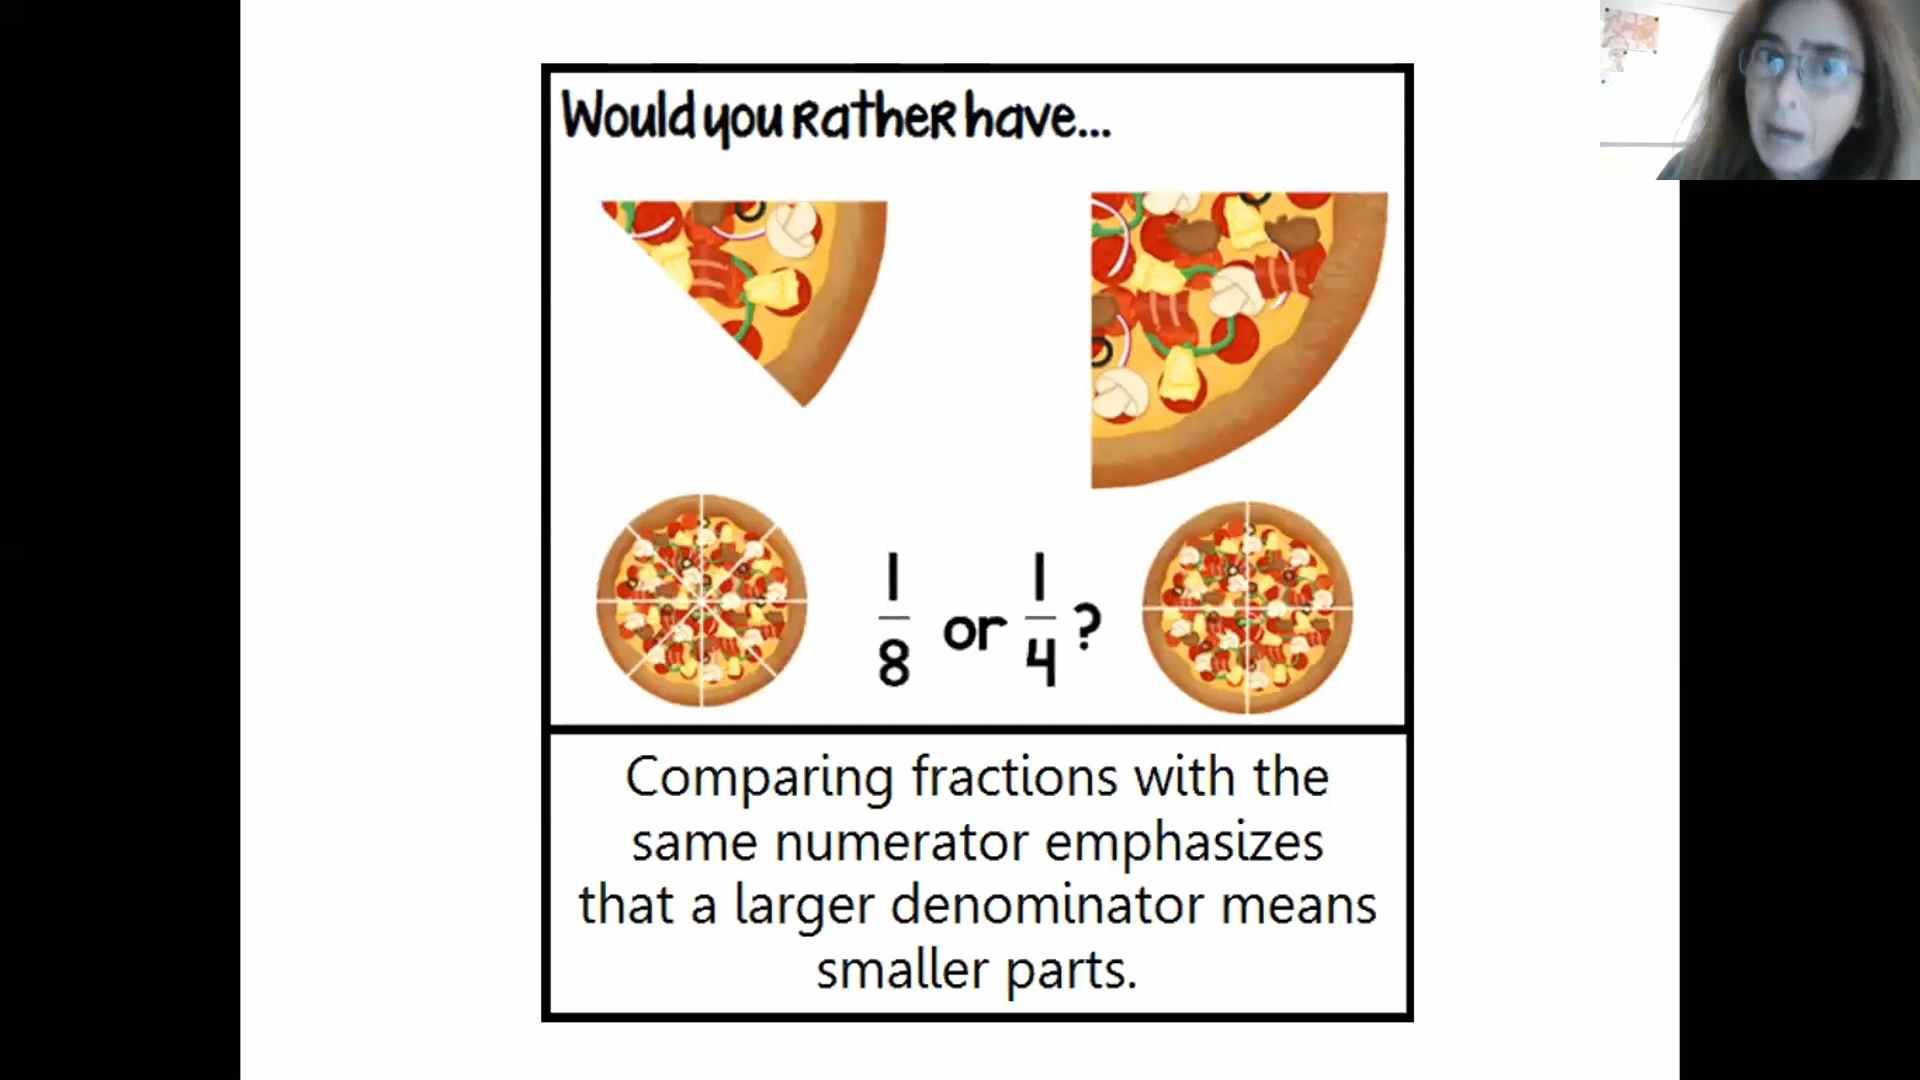 Would you Rather have...
1/8 or 1/4 ?
Comparing fractions with the
same numerator emphasizes
that a larger denominator means
smaller parts.